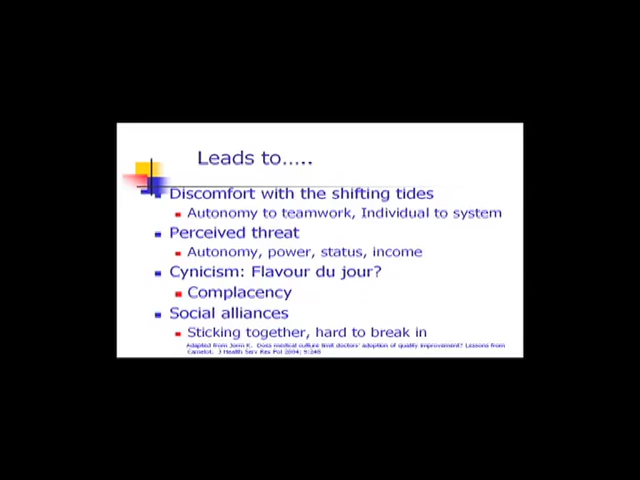 Leads to.....
Discomfort with the shifting tides
Autonomy to teamwork, Individual to system
Perceived threat
Autonomy, power, status, income
Cynicism: Flavour du jour?
Complacency
Social alliances
Sticking together, hard to break in
Adapted from K. Does medical culture limit doctors' adoption of quality improvement? Lessons from
Camelot. J Health Serv Res Pol 2004; 9:248